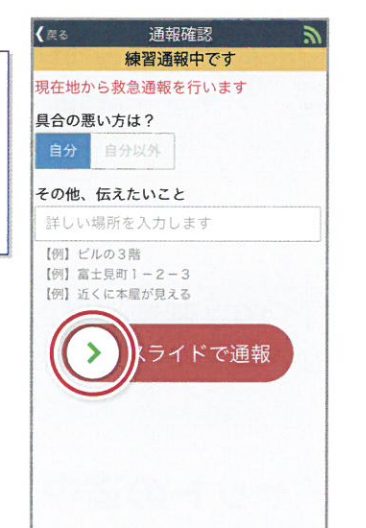 戻る 通報確認
練習通報中です
現在地から救急通報を行います
具合の悪い方は？
自分 自分以外
その他、伝えたいこと
詳しい場所を入力します
【例】ビルの３階
【例】富士見町１－２－３
【例】近くに本屋が見える
スライドで通報